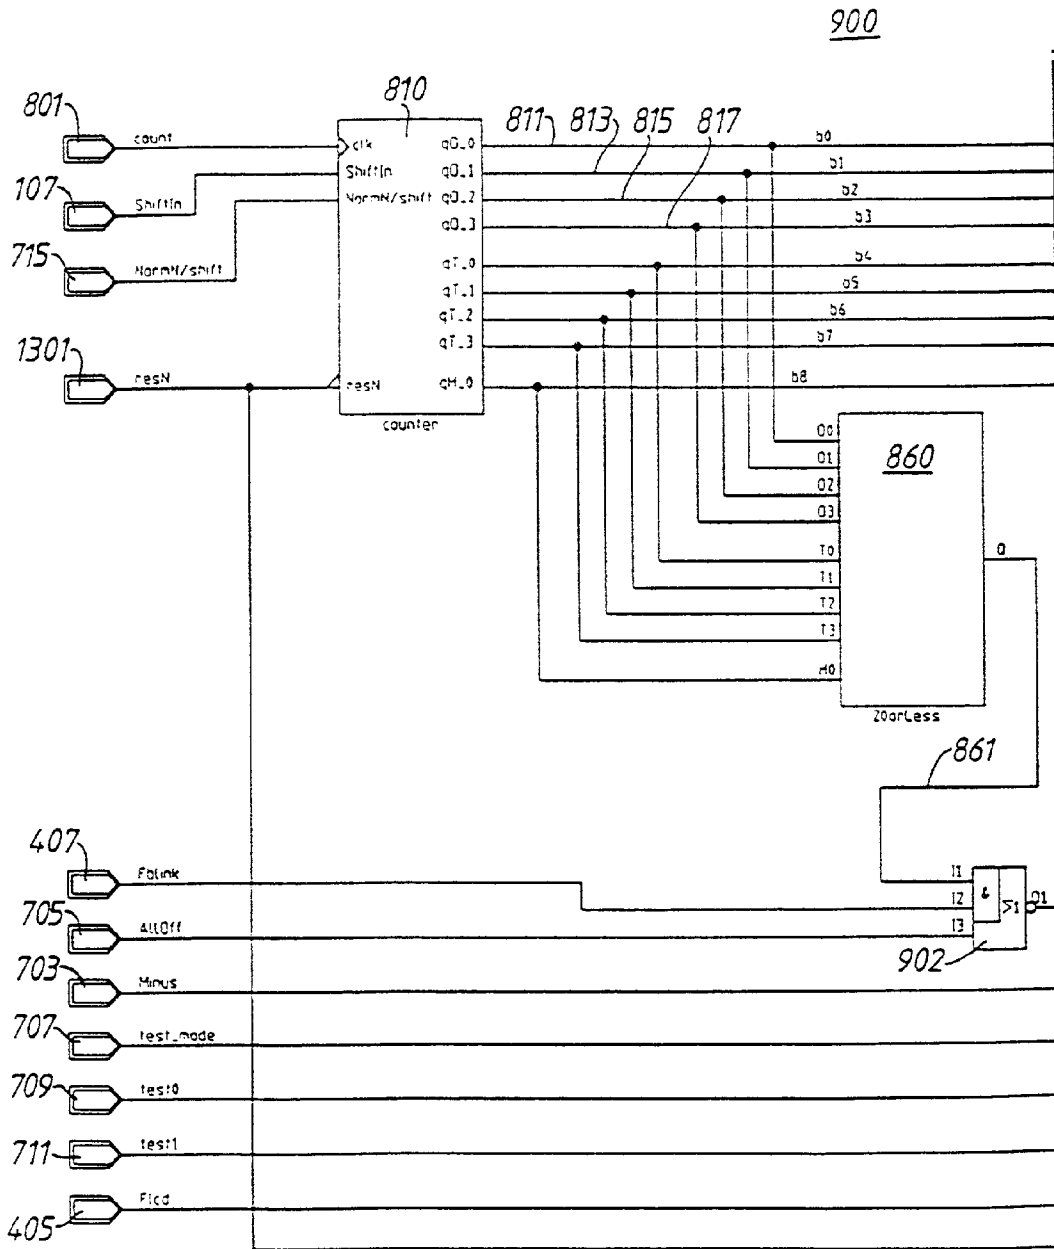 900
801
count
107
ShiftIn
715
NormN/shift
1301
resN
810
clk
ShiftIn
NormN/shift
resN
qO_0
qO_1
qO_2
qO_3
qT_0
qT_1
qT_2
qT_3
qH_0
counter
811
813
815
817
b0
b1
b2
b3
b4
b5
b6
b7
b8
860
O0
O1
O2
O3
T0
T1
T2
T3
H0
Q
20orLess
861
407
Fblink
705
AllOff
703
Minus
707
test_mode
709
test0
711
test1
405
Flcd
I1
I2
I3
&
≥1
O1
902